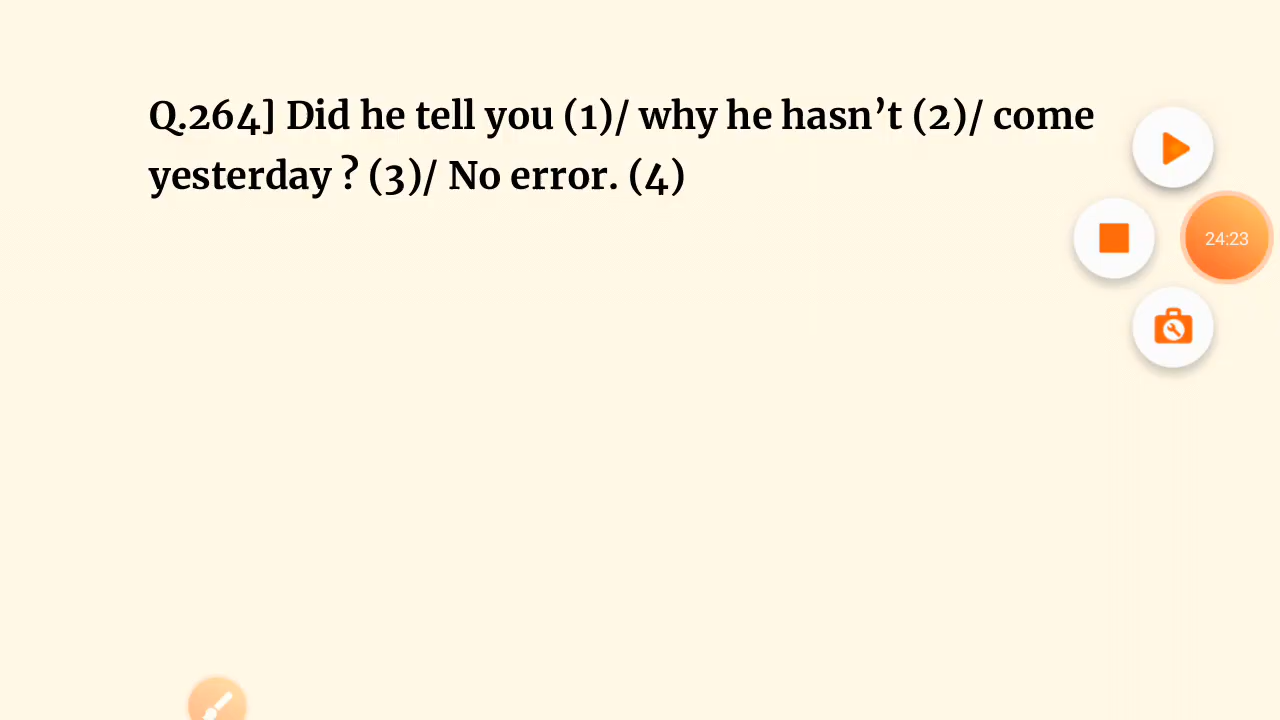 Q.264] Did he tell you (1)/ why he hasn’t (2)/ come
yesterday ? (3)/ No error. (4)
24:23